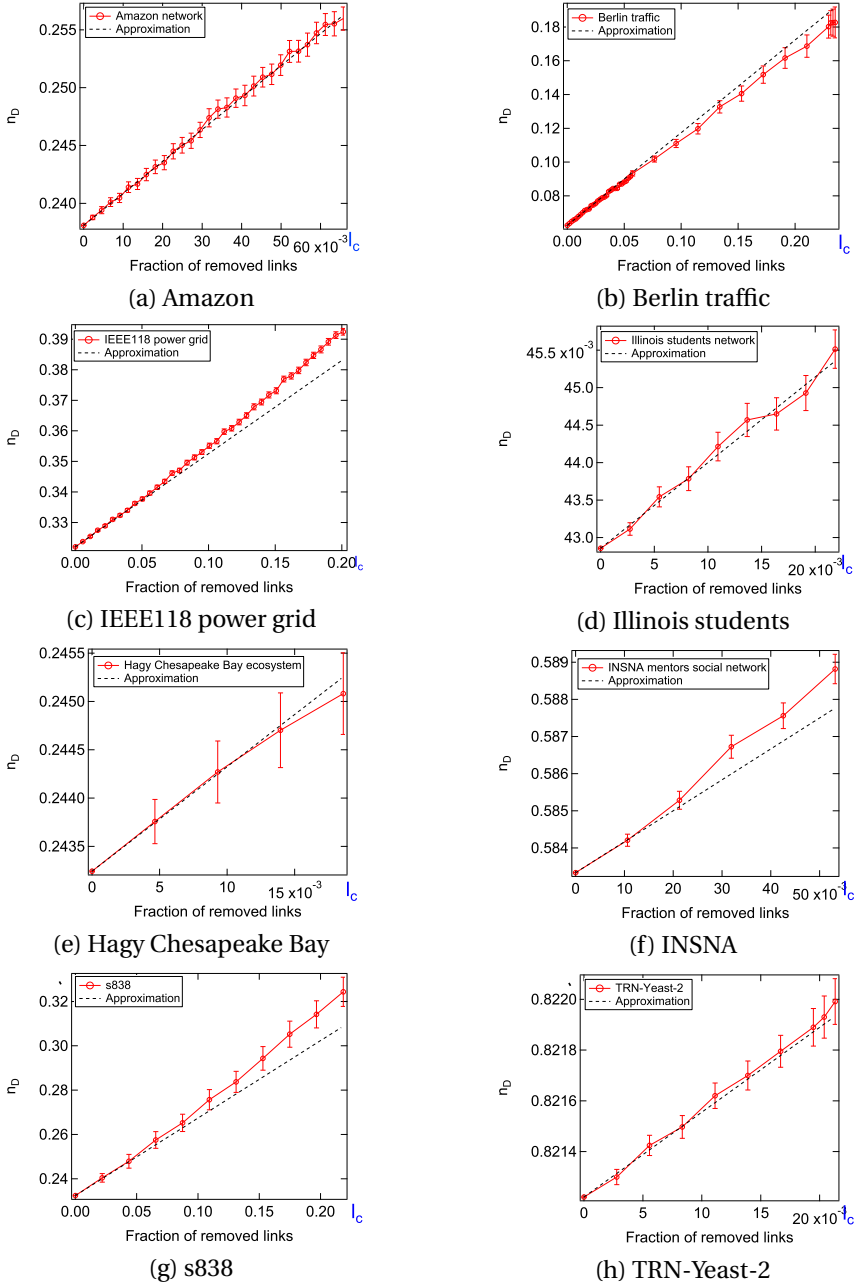 Amazon network
Approximation
0.255
0.250
0.245
0.240
n_D
0 10 20 30 40 50 60 x10⁻³ l_c
Fraction of removed links
(a) Amazon
Berlin traffic
Approximation
0.18
0.16
0.14
0.12
0.10
0.08
n_D
0.00 0.05 0.10 0.15 0.20 l_c
Fraction of removed links
(b) Berlin traffic
IEEE118 power grid
Approximation
0.39
0.38
0.37
0.36
0.35
0.34
0.33
n_D
0.00 0.05 0.10 0.15 0.20 l_c
Fraction of removed links
(c) IEEE118 power grid
Illinois students network
Approximation
45.5 x10⁻³
45.0
44.5
44.0
43.5
43.0
n_D
0 5 10 15 20 x10⁻³ l_c
Fraction of removed links
(d) Illinois students
Hagy Chesapeake Bay ecosystem
Approximation
0.2455
0.2450
0.2445
0.2440
0.2435
n_D
0 5 10 15 x10⁻³ l_c
Fraction of removed links
(e) Hagy Chesapeake Bay
INSNA mentors social network
Approximation
0.589
0.588
0.587
0.586
0.585
0.584
n_D
0 10 20 30 40 50 x10⁻³ l_c
Fraction of removed links
(f) INSNA
s838
Approximation
0.32
0.30
0.28
0.26
0.24
n_D
0.00 0.05 0.10 0.15 0.20 l_c
Fraction of removed links
(g) s838
TRN-Yeast-2
Approximation
0.8220
0.8218
0.8216
0.8214
n_D
0 5 10 15 20 x10⁻³ l_c
Fraction of removed links
(h) TRN-Yeast-2